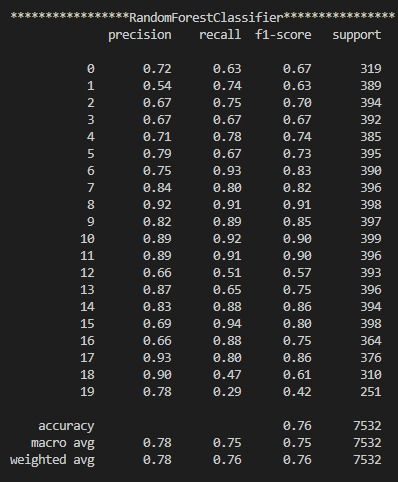 *****************RandomForestClassifier****************
precision recall f1-score support
0 0.72 0.63 0.67 319
1 0.54 0.74 0.63 389
2 0.67 0.75 0.70 394
3 0.67 0.67 0.67 392
4 0.71 0.78 0.74 385
5 0.79 0.67 0.73 395
6 0.75 0.93 0.83 390
7 0.84 0.80 0.82 396
8 0.92 0.91 0.91 398
9 0.82 0.89 0.85 397
10 0.89 0.92 0.90 399
11 0.89 0.91 0.90 396
12 0.66 0.51 0.57 393
13 0.87 0.65 0.75 396
14 0.83 0.88 0.86 394
15 0.69 0.94 0.80 398
16 0.66 0.88 0.75 364
17 0.93 0.80 0.86 376
18 0.90 0.47 0.61 310
19 0.78 0.29 0.42 251
accuracy 0.76 7532
macro avg 0.78 0.75 0.75 7532
weighted avg 0.78 0.76 0.76 7532